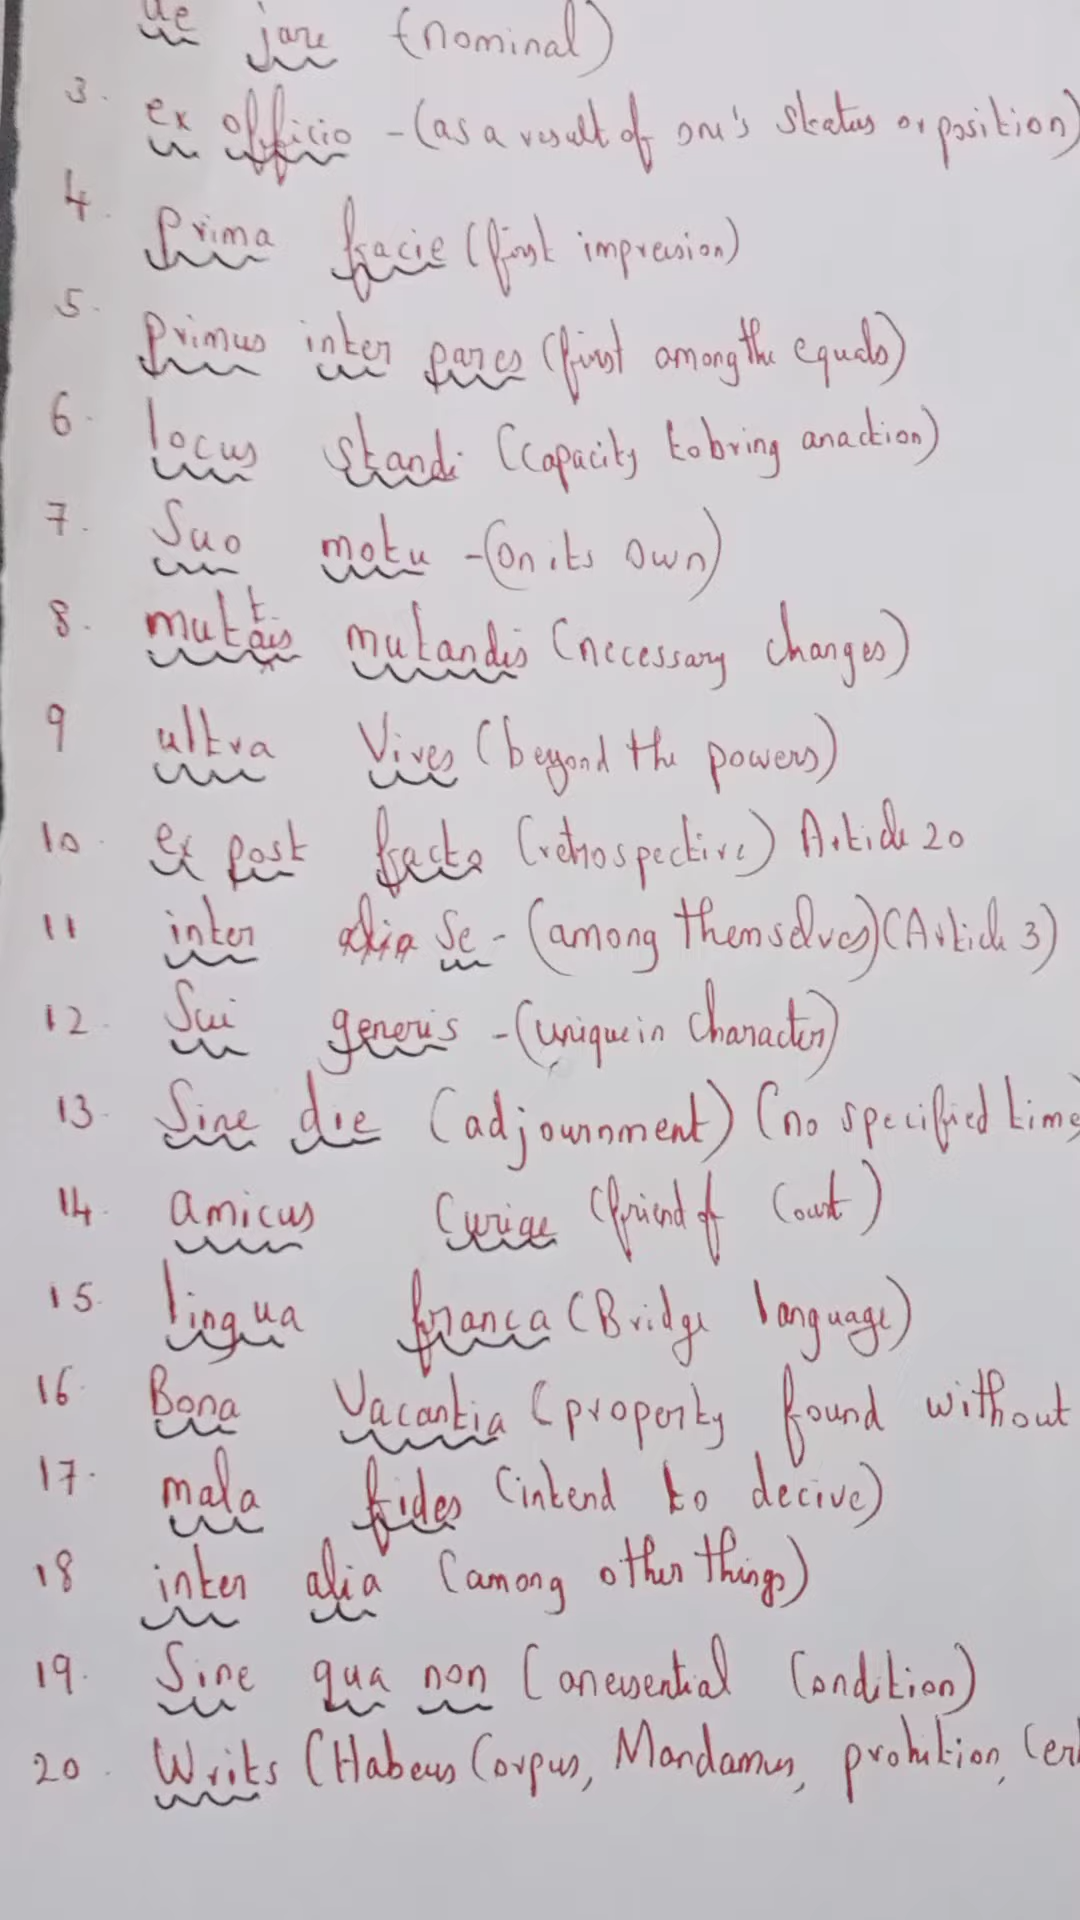 de jure (nominal)
3. ex officio - (as a result of one's status or position)
4. Prima facie (first impression)
5. Primus inter pares (first among the equals)
6. locus standi (capacity to bring an action)
7. Suo motu - (on its own)
8. mutatis mutandis (necessary changes)
9 ultra Vires (beyond the powers)
10. ex post facto (retrospective) Article 20
11 inter alia se - (among themselves) (Article 3)
12. Sui generis - (unique in character)
13. Sine die (adjournment) (no specified time)
14. amicus Curiae (friend of Court)
15. lingua franca (Bridge language)
16. Bona Vacantia (property found without
17. mala fides (intend to decive)
18 inter alia (among other things)
19. Sine qua non (an essential Condition)
20. Writs (Habeus Corpus, Mandamus, prohibition, Cer